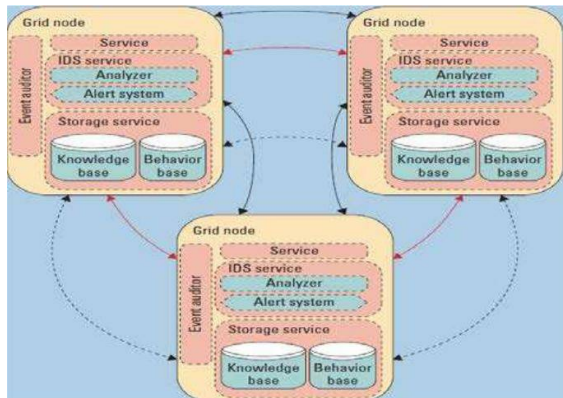 Grid node
Service
IDS service
Analyzer
Alert system
Event auditor
Storage service
Knowledge base
Behavior base
Grid node
Service
IDS service
Analyzer
Alert system
Event auditor
Storage service
Knowledge base
Behavior base
Grid node
Service
IDS service
Analyzer
Alert system
Event auditor
Storage service
Knowledge base
Behavior base